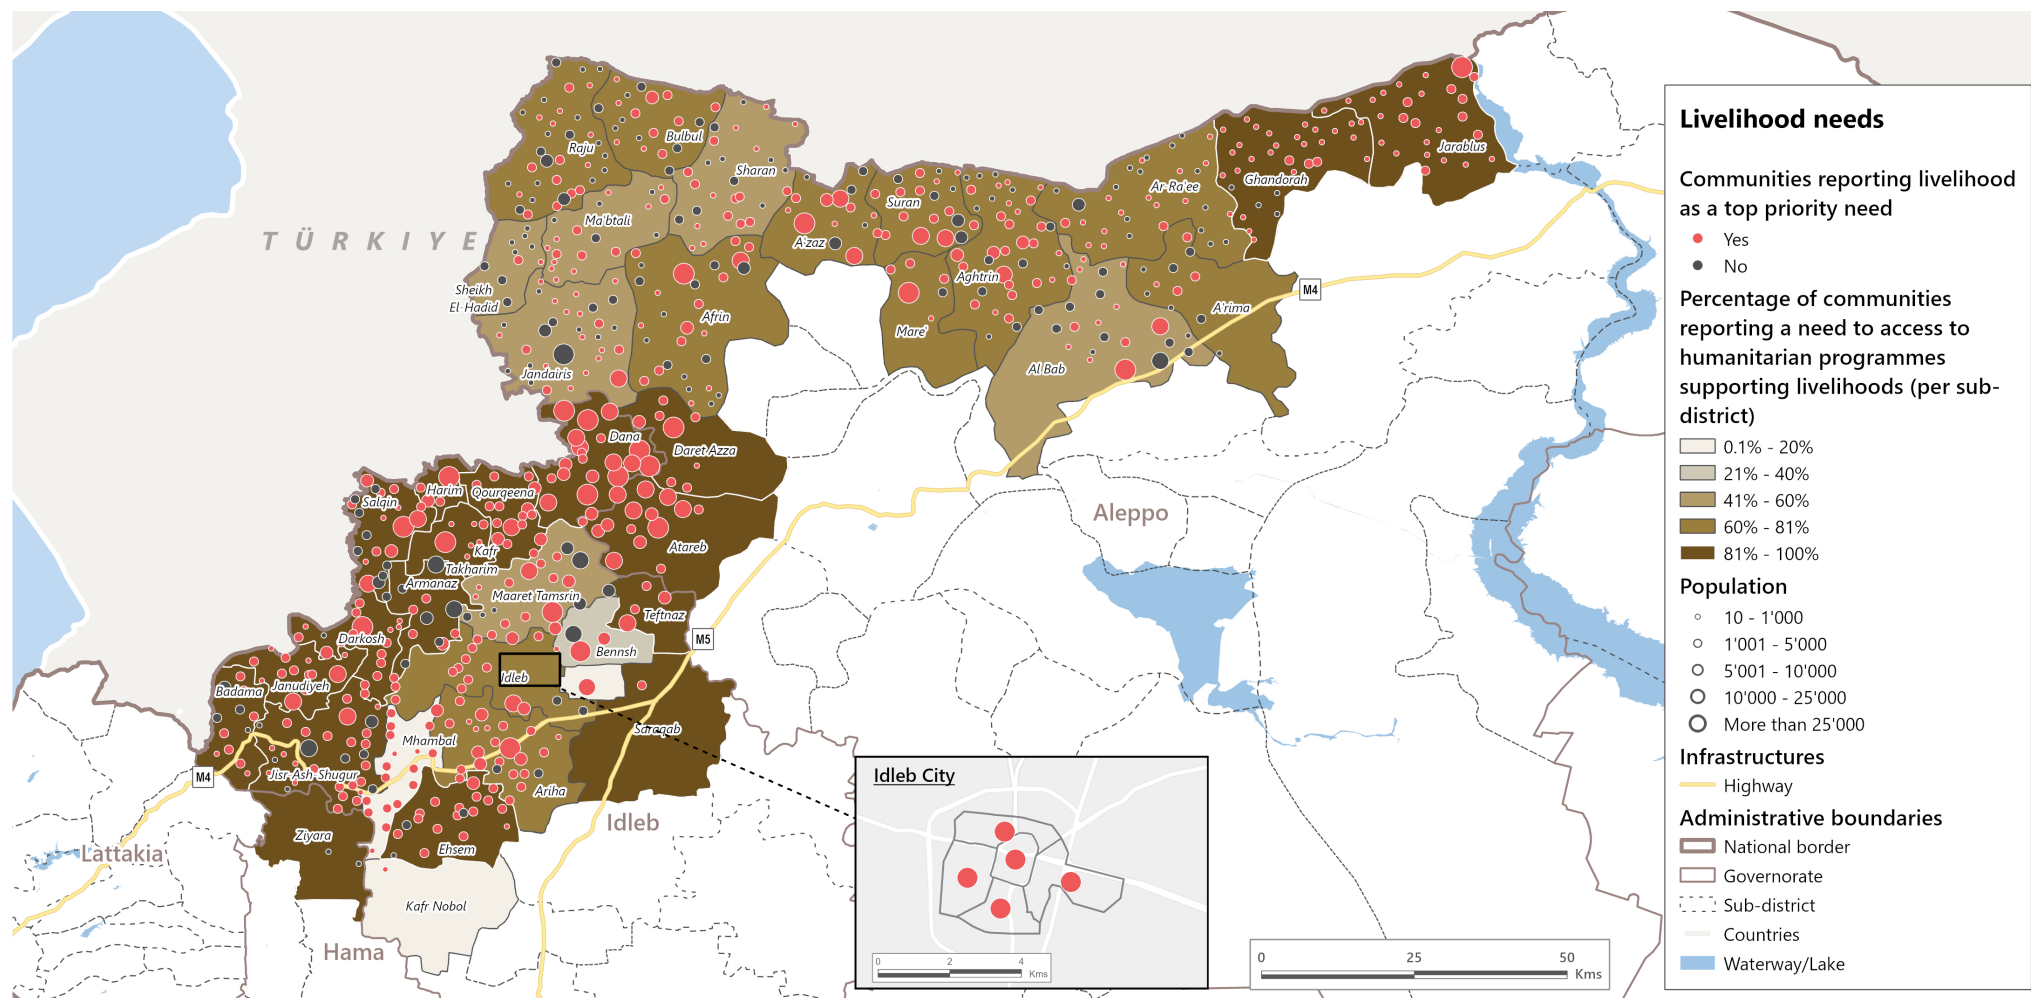 TÜRKIYE
Raju
Bulbul
Sharan
Ma'btali
Sheikh
El-Hadid
Jandairis
Afrin
A'zaz
Suran
Aghtrin
Mare'
Ar-Ra'ee
Ghandorah
Jarablus
A'rima
Al Bab
M4
Dana
Daret Azza
Salqin
Harim
Qourqeena
Kafr
Takharim
Armanaz
Atareb
Maaret Tamsrin
Teftnaz
Darkosh
Bennsh
M5
Idleb
Badama
Janudiyeh
Mhambal
Saraqab
M4
Jisr-Ash-Shugur
Ariha
Ziyara
Ehsem
Kafr Nobol
Aleppo
Idleb
Lattakia
Hama
Idleb City
0
2
4
Kms
0
25
50
Kms
Livelihood needs
Communities reporting livelihood
as a top priority need
Yes
No
Percentage of communities
reporting a need to access to
humanitarian programmes
supporting livelihoods (per sub-
district)
0.1% - 20%
21% - 40%
41% - 60%
60% - 81%
81% - 100%
Population
10 - 1'000
1'001 - 5'000
5'001 - 10'000
10'000 - 25'000
More than 25'000
Infrastructures
Highway
Administrative boundaries
National border
Governorate
Sub-district
Countries
Waterway/Lake